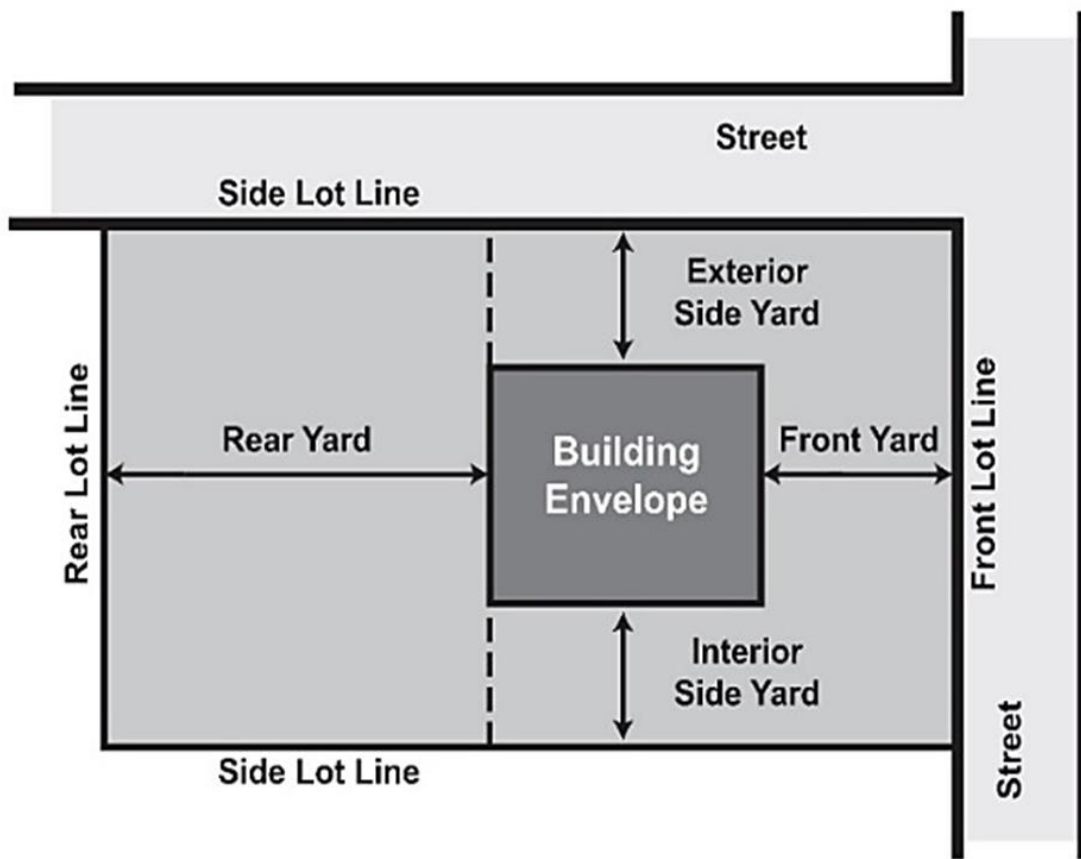 Street
Side Lot Line
Exterior
Side Yard
Rear Lot Line
Rear Yard
Building
Envelope
Front Yard
Front Lot Line
Interior
Side Yard
Side Lot Line
Street